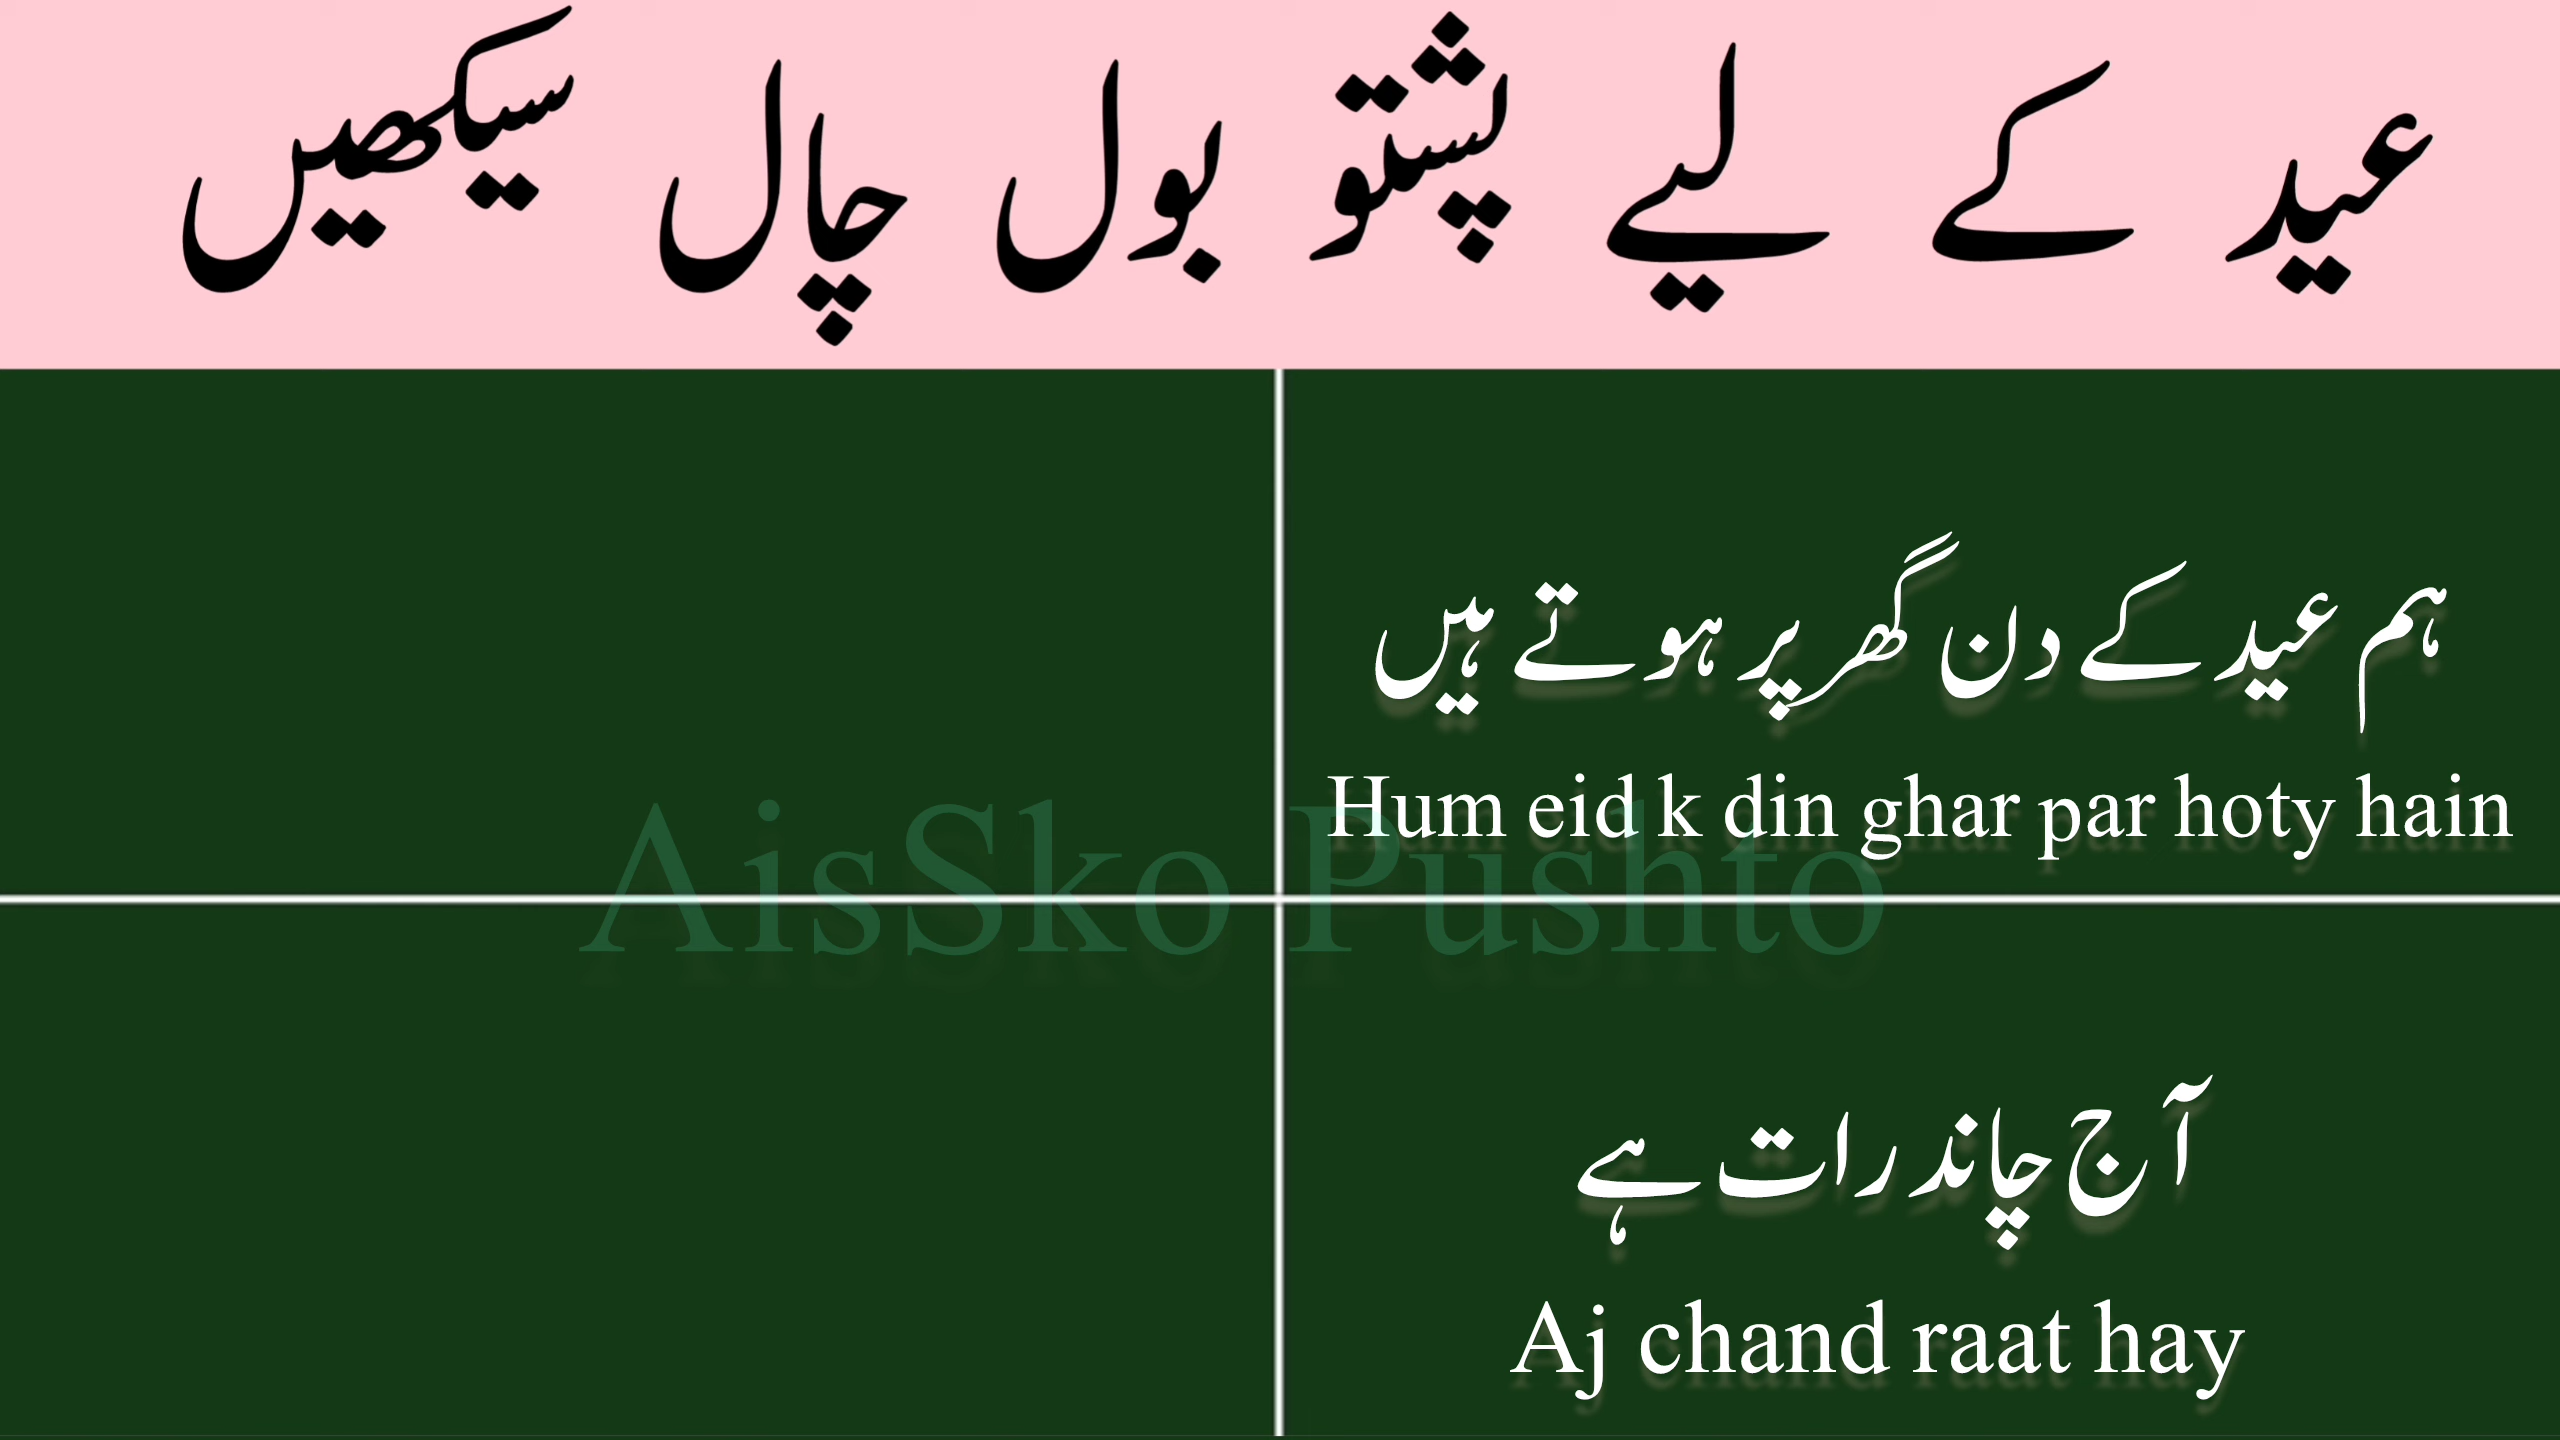 عید کے لیے پشتو بول چال سیکھیں
ہم عید کے دن گھر پر ہوتے ہیں
Hum eid k din ghar par hoty hain
AisSko Pushto
آج چاند رات ہے
Aj chand raat hay